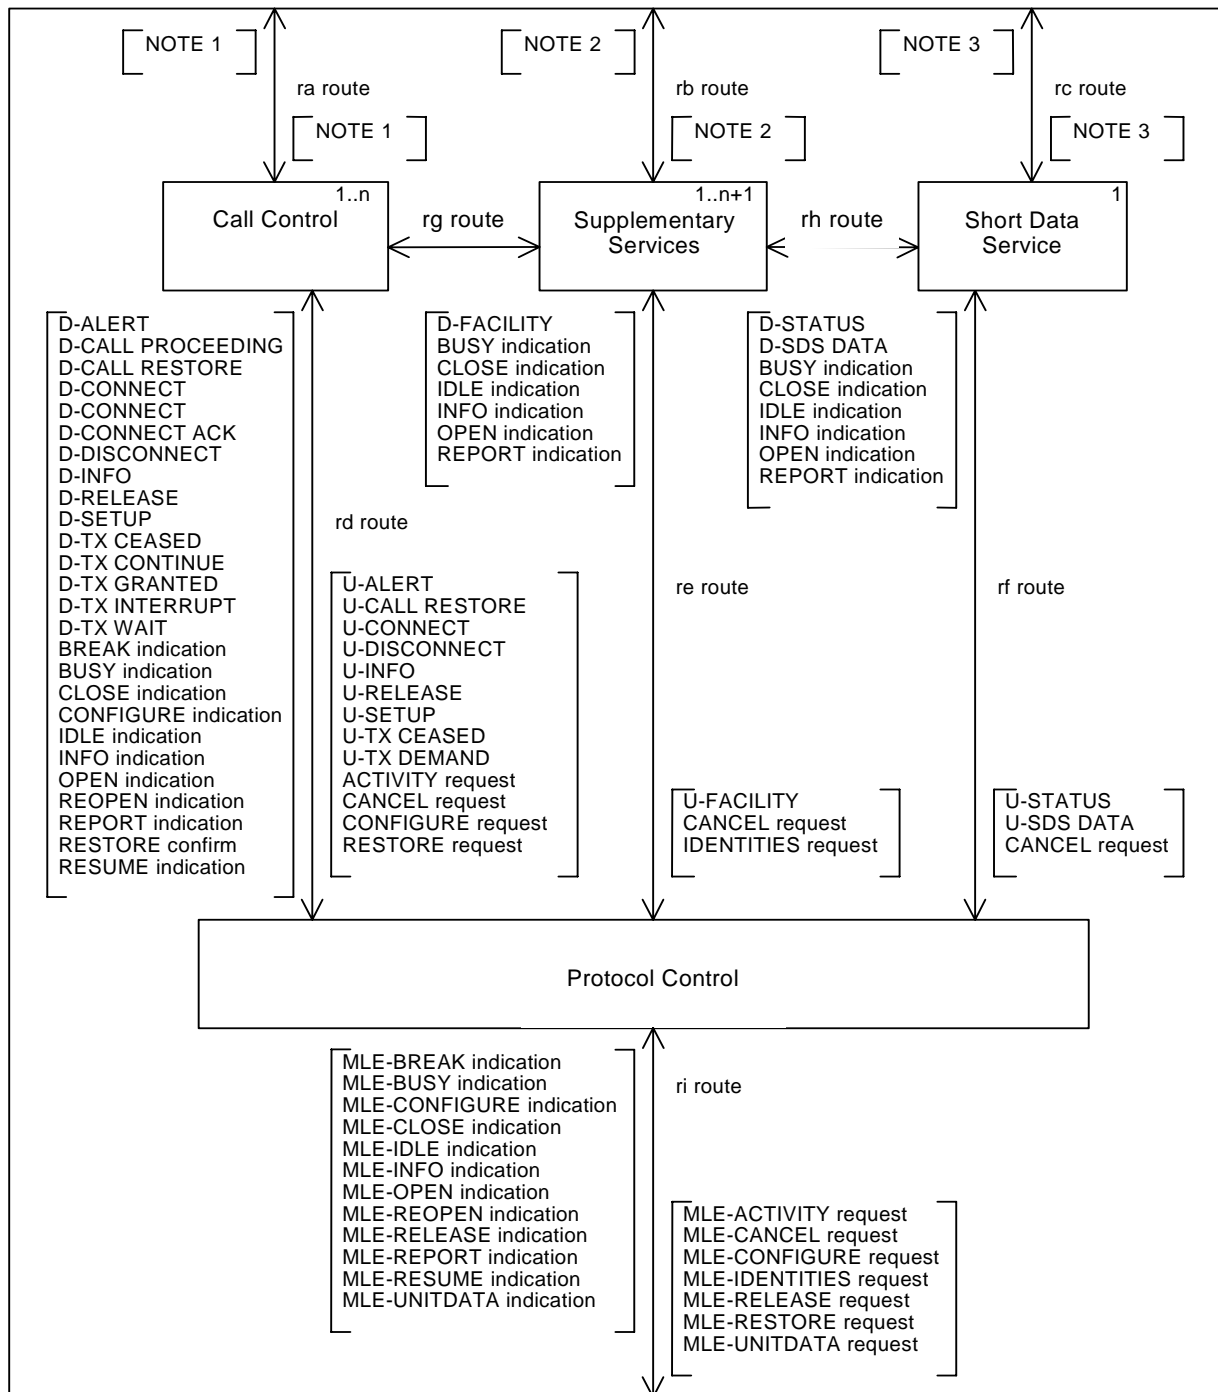 NOTE 1
NOTE 2
NOTE 3
ra route
rb route
rc route
NOTE 1
NOTE 2
NOTE 3
1..n
Call Control
rg route
1..n+1
Supplementary
Services
rh route
1
Short Data
Service
D-ALERT
D-CALL PROCEEDING
D-CALL RESTORE
D-CONNECT
D-CONNECT
D-CONNECT ACK
D-DISCONNECT
D-INFO
D-RELEASE
D-SETUP
D-TX CEASED
D-TX CONTINUE
D-TX GRANTED
D-TX INTERRUPT
D-TX WAIT
BREAK indication
BUSY indication
CLOSE indication
CONFIGURE indication
IDLE indication
INFO indication
OPEN indication
REOPEN indication
REPORT indication
RESTORE confirm
RESUME indication
rd route
U-ALERT
U-CALL RESTORE
U-CONNECT
U-DISCONNECT
U-INFO
U-RELEASE
U-SETUP
U-TX CEASED
U-TX DEMAND
ACTIVITY request
CANCEL request
CONFIGURE request
RESTORE request
D-FACILITY
BUSY indication
CLOSE indication
IDLE indication
INFO indication
OPEN indication
REPORT indication
re route
U-FACILITY
CANCEL request
IDENTITIES request
D-STATUS
D-SDS DATA
BUSY indication
CLOSE indication
IDLE indication
INFO indication
OPEN indication
REPORT indication
rf route
U-STATUS
U-SDS DATA
CANCEL request
Protocol Control
MLE-BREAK indication
MLE-BUSY indication
MLE-CONFIGURE indication
MLE-CLOSE indication
MLE-IDLE indication
MLE-INFO indication
MLE-OPEN indication
MLE-REOPEN indication
MLE-RELEASE indication
MLE-REPORT indication
MLE-RESUME indication
MLE-UNITDATA indication
ri route
MLE-ACTIVITY request
MLE-CANCEL request
MLE-CONFIGURE request
MLE-IDENTITIES request
MLE-RELEASE request
MLE-RESTORE request
MLE-UNITDATA request